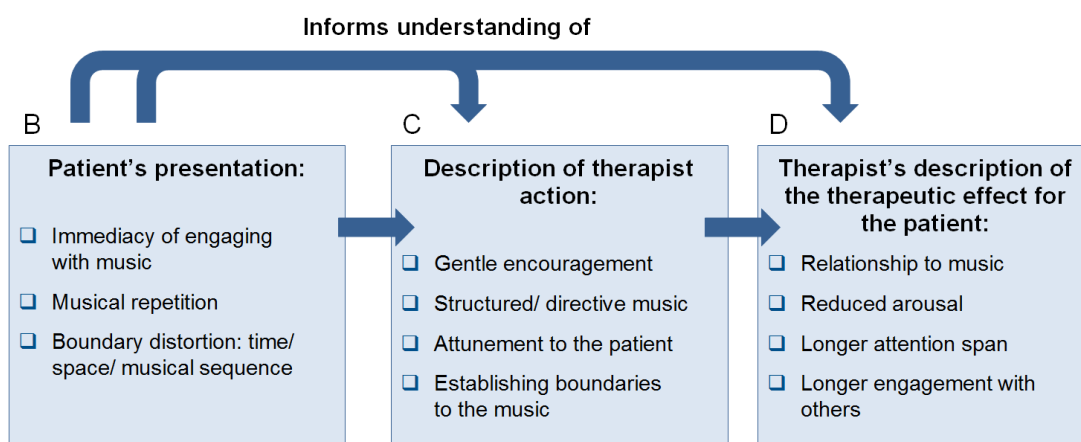 Informs understanding of
B
Patient’s presentation:
❑ Immediacy of engaging
with music
❑ Musical repetition
❑ Boundary distortion: time/
space/ musical sequence
C
Description of therapist
action:
❑ Gentle encouragement
❑ Structured/ directive music
❑ Attunement to the patient
❑ Establishing boundaries
to the music
D
Therapist’s description of
the therapeutic effect for
the patient:
❑ Relationship to music
❑ Reduced arousal
❑ Longer attention span
❑ Longer engagement with
others